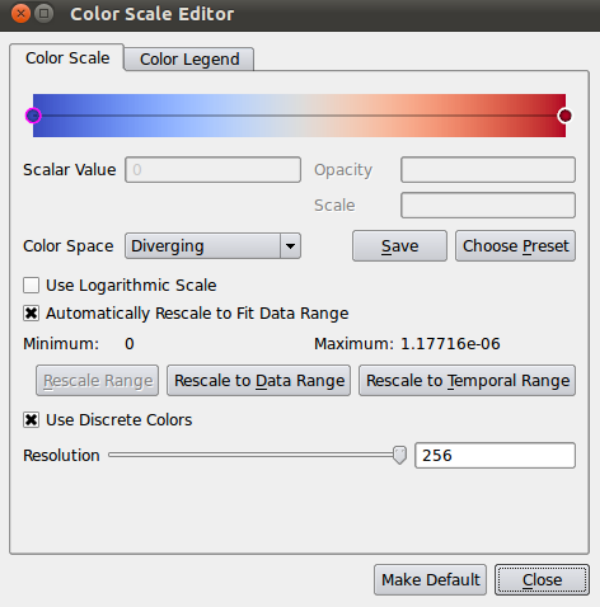 Color Scale Editor
Color Scale Color Legend
Scalar Value 0 Opacity
Scale
Color Space Diverging Save Choose Preset
Use Logarithmic Scale
Automatically Rescale to Fit Data Range
Minimum: 0 Maximum: 1.17716e-06
Rescale Range Rescale to Data Range Rescale to Temporal Range
Use Discrete Colors
Resolution 256
Make Default Close